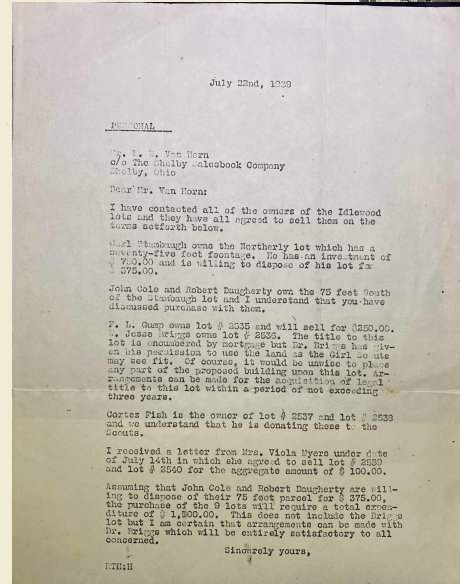 July 22nd, 1939
PERSONAL
Mr. W. Van Horn
c/o The Shelby Salesbook Company
Shelby, Ohio
Dear Mr. Van Horn:
I have contacted all of the owners of the Idlewood
lots and they have all agreed to sell them on the
terms setforth below.
Carl Stambaugh owns the Northerly lot which has a
seventy-five foot frontage. He has an investment of
$ 750.00 and is willing to dispose of his lot for
$ 375.00.
John Cole and Robert Daugherty own the 75 feet South
of the Stambaugh lot and I understand that you have
discussed purchase with them.
F. L. Gump owns lot # 2535 and will sell for $250.00.
Jesse Briggs owns lot # 2536. The title to this
lot is encumbered by mortgage but Dr. Briggs has giv-
en his permission to use the land as the Girl Scouts
may see fit. Of course, it would be unwise to place
any part of the proposed building upon this lot. Ar-
rangements can be made for the acquisition of legal
title to this lot within a period of not exceeding
three years.
Cortez Fish is the owner of lot # 2537 and lot # 2538
and we understand that he is donating these to the
Scouts.
I received a letter from Mrs. Viola Myers under date
of July 14th in which she agreed to sell lot # 2539
and lot # 2540 for the aggregate amount of $ 100.00.
Assuming that John Cole and Robert Daugherty are will-
ing to dispose of their 75 feet parcel for $ 375.00,
the purchase of the 9 lots will require a total expen-
diture of $ This does not include the Briggs
lot but I am certain that arrangements can be made with
Dr. Briggs which will be entirely satisfactory to all
concerned.
Sincerely yours,
RTH:H